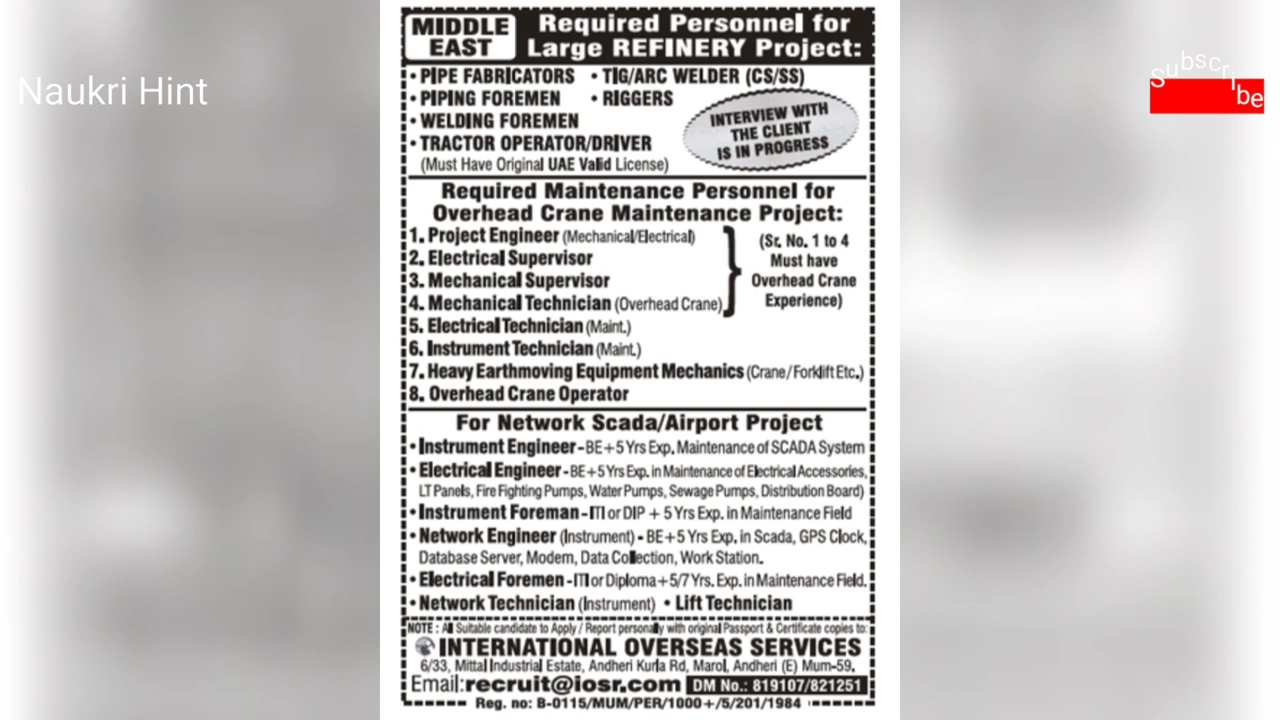 Naukri Hint
Subscribe
MIDDLE EAST
Required Personnel for
Large REFINERY Project:
• PIPE FABRICATORS • TIG/ARC WELDER (CS/SS)
• PIPING FOREMEN • RIGGERS
• WELDING FOREMEN
• TRACTOR OPERATOR/DRIVER
(Must Have Original UAE Valid License)
INTERVIEW WITH
THE CLIENT
IS IN PROGRESS
Required Maintenance Personnel for
Overhead Crane Maintenance Project:
1. Project Engineer (Mechanical/Electrical)
2. Electrical Supervisor
3. Mechanical Supervisor
4. Mechanical Technician (Overhead Crane)
(Sr. No. 1 to 4
Must have
Overhead Crane
Experience)
5. Electrical Technician (Maint.)
6. Instrument Technician (Maint.)
7. Heavy Earthmoving Equipment Mechanics (Crane/Forklift Etc.)
8. Overhead Crane Operator
For Network Scada/Airport Project
• Instrument Engineer-BE+5 Yrs Exp. Maintenance of SCADA System
• Electrical Engineer-BE+5 Yrs Exp. in Maintenance of Electrical Accessories,
LT Panels, Fire Fighting Pumps, Water Pumps, Sewage Pumps, Distribution Board)
• Instrument Foreman-ITI or DIP + 5 Yrs Exp. in Maintenance Field
• Network Engineer (Instrument) - BE+5 Yrs Exp. in Scada, GPS Clock,
Database Server, Modem, Data Collection, Work Station.
• Electrical Foremen -ITI or Diploma+5/7 Yrs. Exp. in Maintenance Field.
• Network Technician (Instrument) • Lift Technician
NOTE : All Suitable candidate to Apply / Report personally with original Passport & Certificate copies to:
INTERNATIONAL OVERSEAS SERVICES
6/33, Mittal Industrial Estate, Andheri Kurla Rd, Marol, Andheri (E) Mum-59.
Email:recruit@iosr.com DM No.: 819107/821251
Reg. no: B-0115/MUM/PER/1000+/5/201/1984